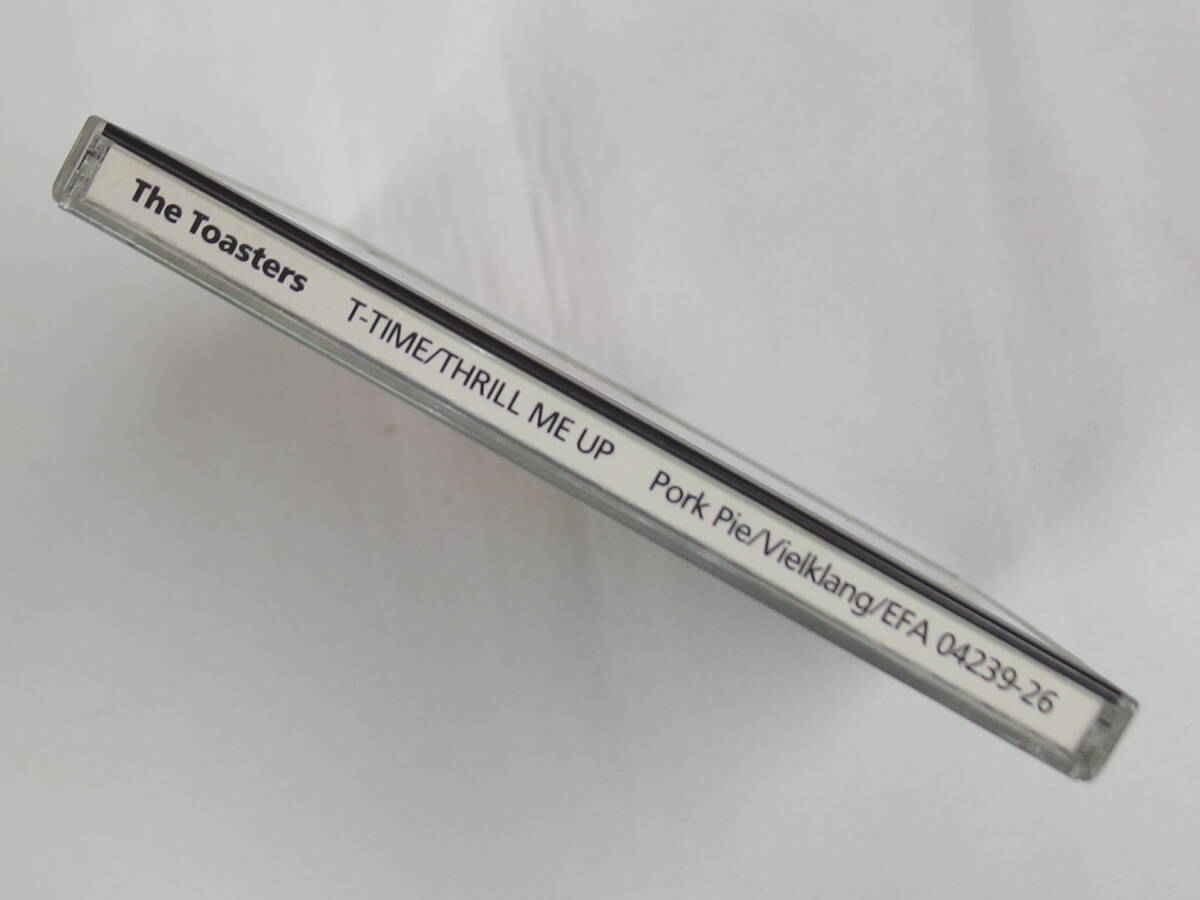 The Toasters T-TIME/THRILL ME UP Pork Pie/Vielklang/EFA 04239-26